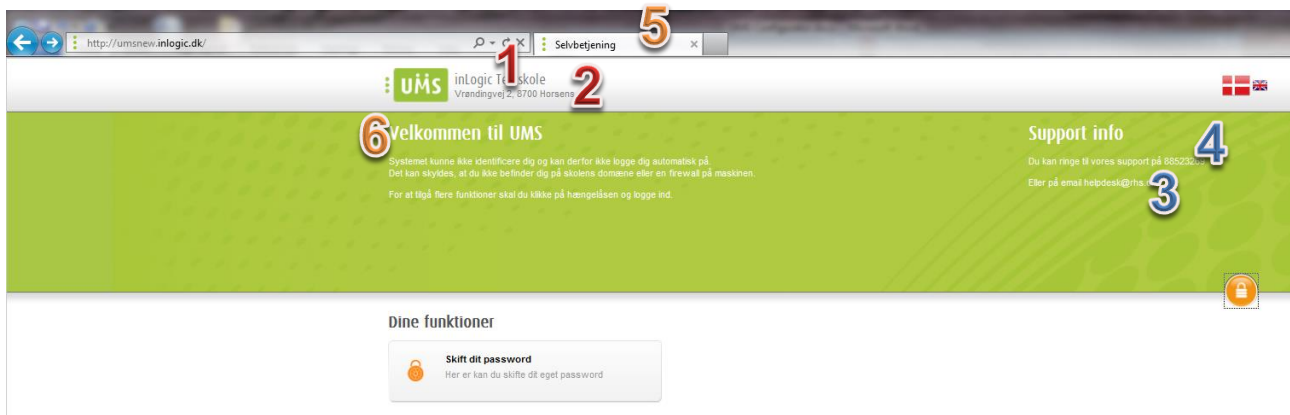 5
http://umsnew.inlogic.dk/
Selvbetjening
1
UMS
inLogic Te skole
Vrøndingvej 2, 8700 Horsens
2
6
Velkommen til UMS
Systemet kunne ikke identificere dig og kan derfor ikke logge dig automatisk på.
Det kan skyldes, at du ikke befinder dig på skolens domæne eller en firewall på maskinen.
For at tilgå flere funktioner skal du klikke på hængelåsen og logge ind.
Support info
4
Du kan ringe til vores support på
Eller på email
3
Dine funktioner
Skift dit password
Her er kan du skifte dit eget password